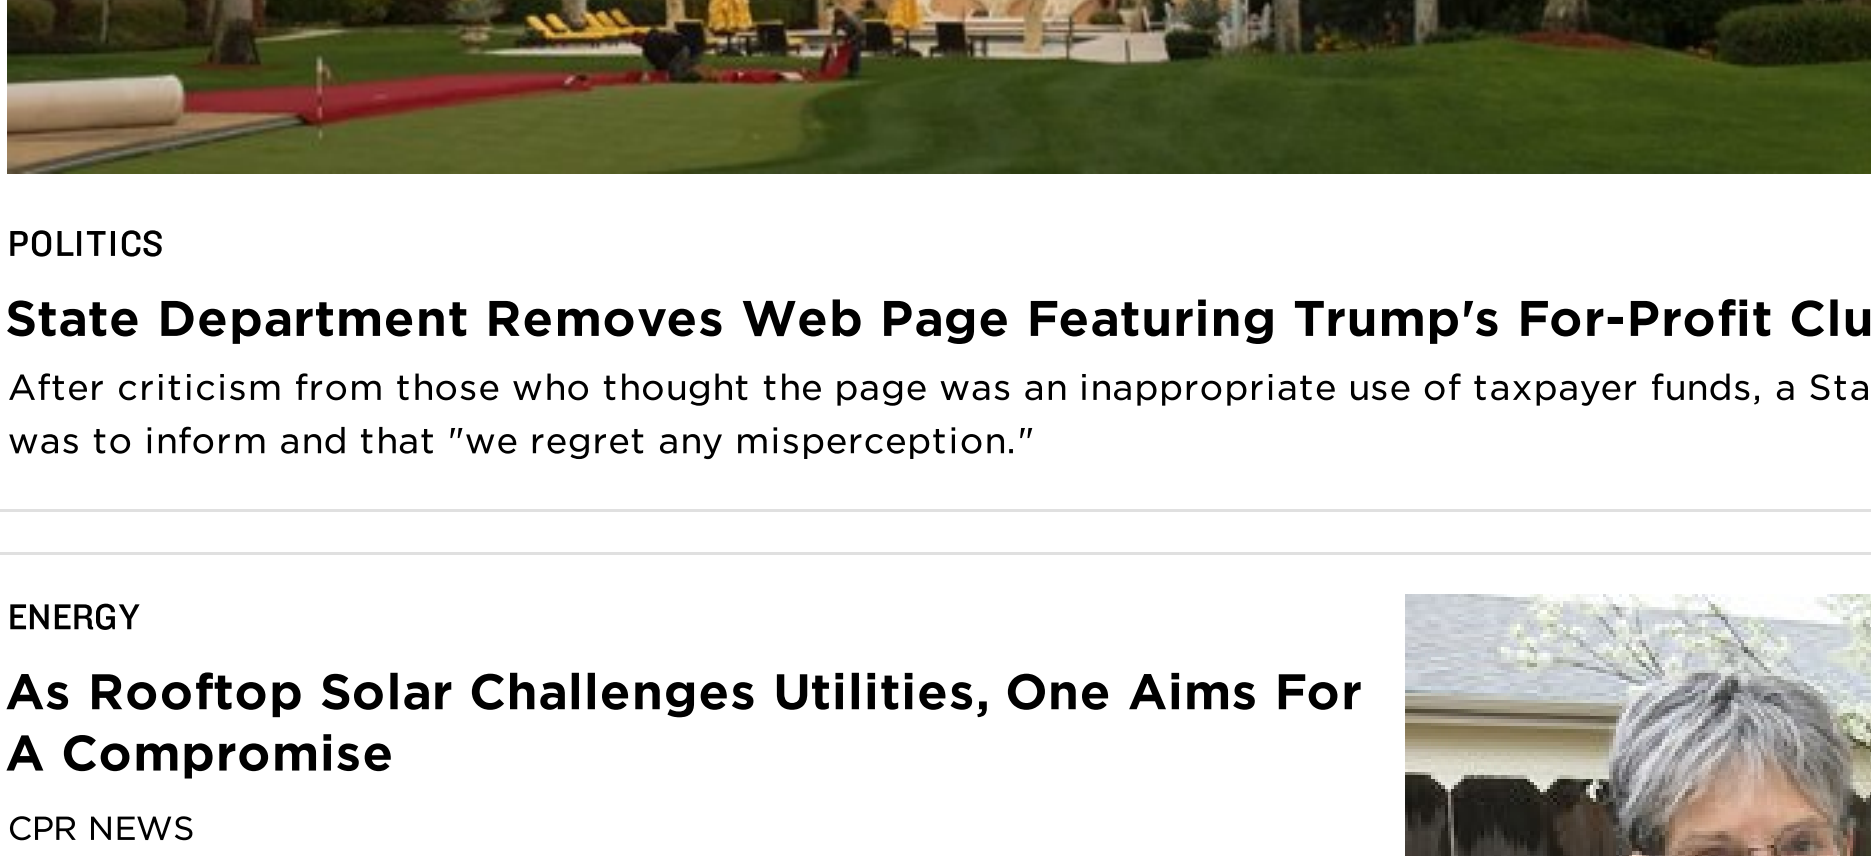 POLITICS
State Department Removes Web Page Featuring Trump's For-Profit
After criticism from those who thought the page was an inappropriate use of taxpayer funds, a
was to inform and that "we regret any misperception."
ENERGY
As Rooftop Solar Challenges Utilities, One Aims For
A Compromise
CPR NEWS